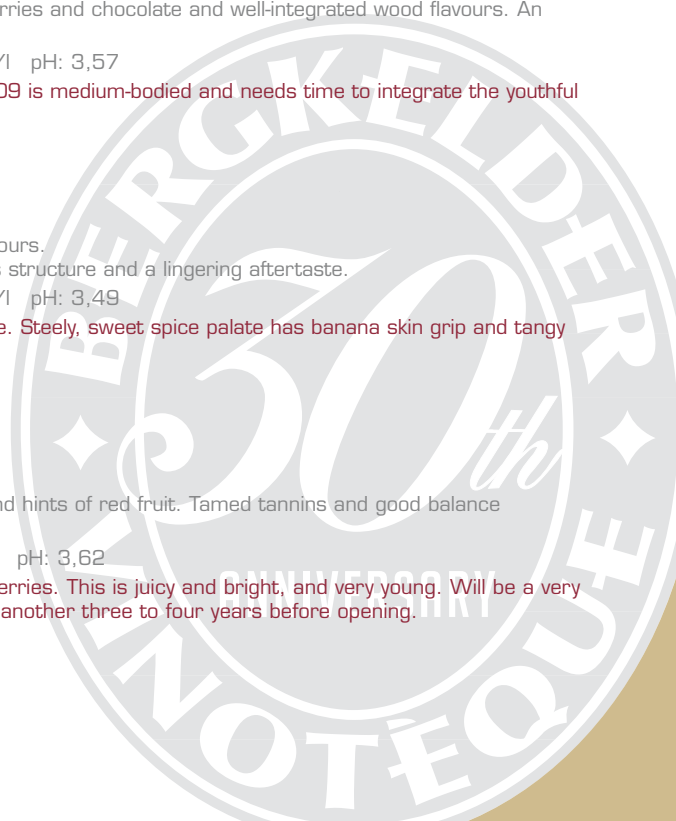 rries and chocolate and well-integrated wood flavours. An
/l pH: 3,57
09 is medium-bodied and needs time to integrate the youthful
ours.
s structure and a lingering aftertaste.
/l pH: 3,49
e. Steely, sweet spice palate has banana skin grip and tangy
nd hints of red fruit. Tamed tannins and good balance
pH: 3,62
erries. This is juicy and bright, and very young. Will be a very
another three to four years before opening.
BERGKELDER
30th
ANNIVERSARY
VINOTÈQUE